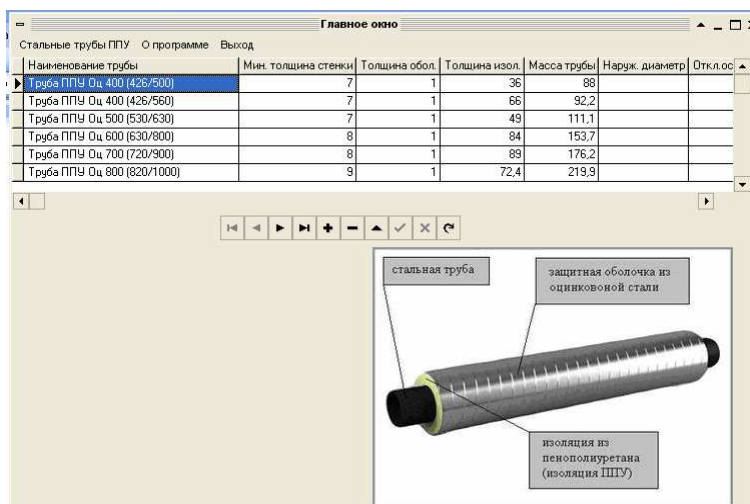 Главное окно
Стальные трубы ППУ О программе Выход
Наименование трубы Мин. толщина стенки Толщина обол. Толщина изол. Масса трубы Наруж. диаметр Откл.ос
Труба ППУ Оц 400 (426/500) 7 1 36 88
Труба ППУ Оц 400 (426/560) 7 1 66 92,2
Труба ППУ Оц 500 (530/630) 7 1 49 111,1
Труба ППУ Оц 600 (630/800) 8 1 84 153,7
Труба ППУ Оц 700 (720/900) 8 1 89 176,2
Труба ППУ Оц 800 (820/1000) 9 1 72,4 219,9
стальная труба
защитная оболочка из
оцинковоной стали
изоляция из
пенополиуретана
(изоляция ППУ)